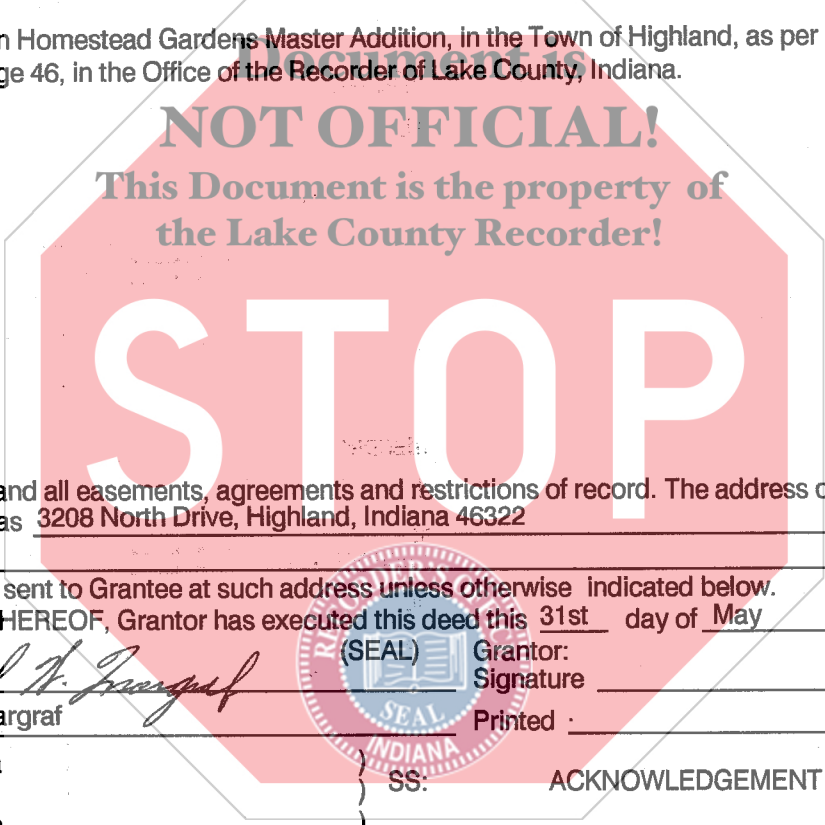 n Homestead Gardens Master Addition, in the Town of Highland, as per
ge 46, in the Office of the Recorder of Lake County, Indiana.
Document is
NOT OFFICIAL!
This Document is the property of
the Lake County Recorder!
STOP
and all easements, agreements and restrictions of record. The address o
as 3208 North Drive, Highland, Indiana 46322
sent to Grantee at such address unless otherwise indicated below.
HEREOF, Grantor has executed this deed this 31st day of May
(SEAL) Grantor:
Signature
argraf
Printed
RECORDER'S OFFICE
SEAL
INDIANA
) SS: ACKNOWLEDGEMENT
)